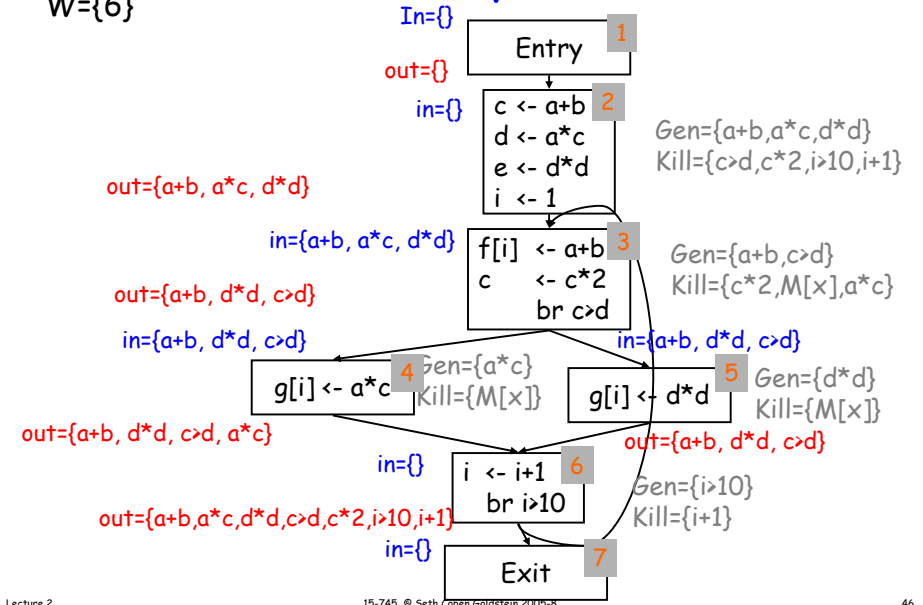 W={6}
In={}
1
Entry
out={}
in={}
2
c <- a+b
d <- a*c
e <- d*d
i <- 1
Gen={a+b,a*c,d*d}
Kill={c>d,c*2,i>10,i+1}
out={a+b, a*c, d*d}
in={a+b, a*c, d*d}
3
f[i] <- a+b
c <- c*2
br c>d
Gen={a+b,c>d}
Kill={c*2,M[x],a*c}
out={a+b, d*d, c>d}
in={a+b, d*d, c>d}
in={a+b, d*d, c>d}
4
g[i] <- a*c
Gen={a*c}
Kill={M[x]}
5
g[i] <- d*d
Gen={d*d}
Kill={M[x]}
out={a+b, d*d, c>d, a*c}
out={a+b, d*d, c>d}
in={}
6
i <- i+1
br i>10
Gen={i>10}
Kill={i+1}
out={a+b,a*c,d*d,c>d,c*2,i>10,i+1}
in={}
7
Exit
Lecture 2
15-745 © Seth Copen Goldstein 2005-8
46